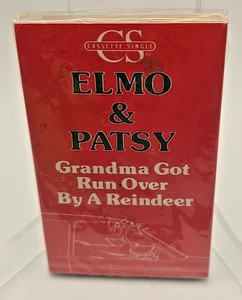 CS
CASSETTE SINGLE
ELMO
&
PATSY
Grandma Got
Run Over
By A Reindeer